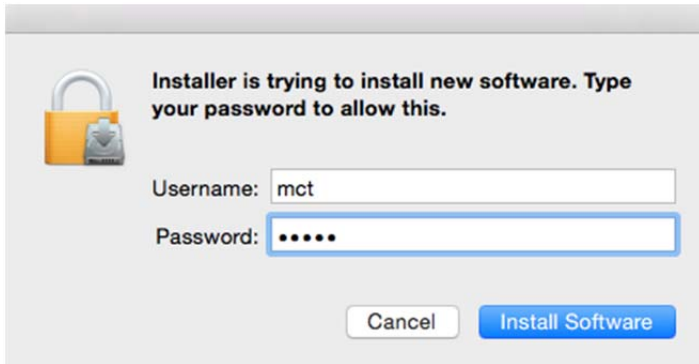 Installer is trying to install new software. Type
your password to allow this.
Username: mct
Password: •••••
Cancel Install Software